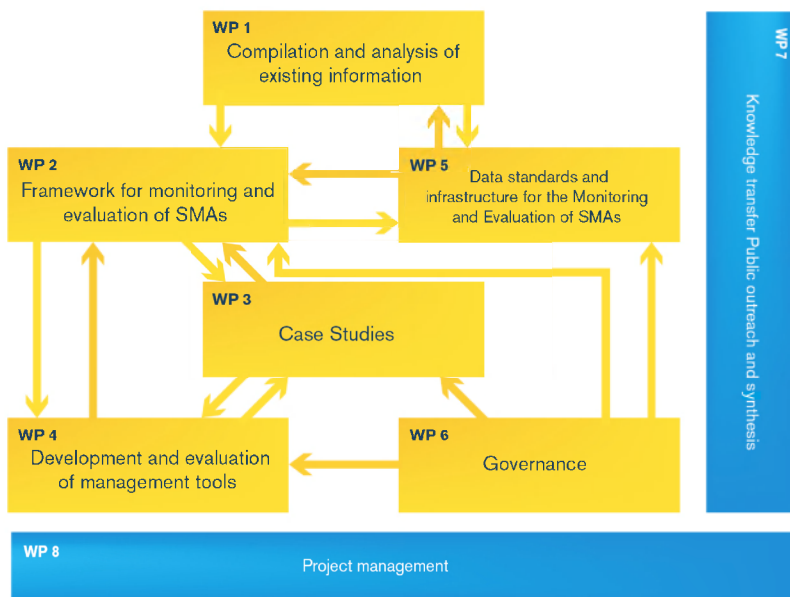 WP 1
Compilation and analysis of
existing information
WP 2
Framework for monitoring and
evaluation of SMAs
WP 5
Data standards and
infrastructure for the Monitoring
and Evaluation of SMAs
WP 3
Case Studies
WP 4
Development and evaluation
of management tools
WP 6
Governance
WP 7
Knowledge transfer Public outreach and synthesis
WP 8
Project management